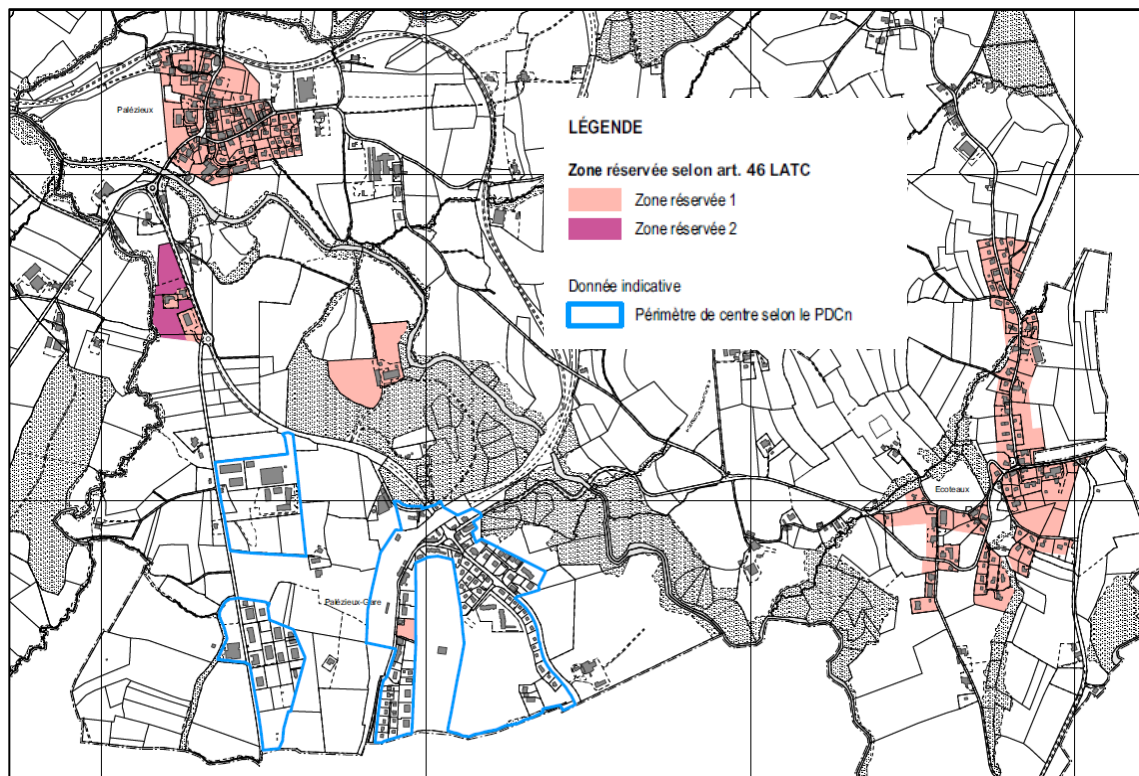 Palézieux
LÉGENDE
Zone réservée selon art. 46 LATC
Zone réservée 1
Zone réservée 2
Donnée indicative
Périmètre de centre selon le PDCn
Ecoteaux
Palézieux-Gare